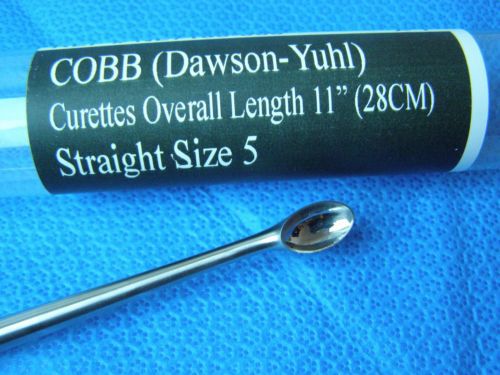 COBB (Dawson-Yuhl)
Curettes Overall Length 11” (28CM)
Straight Size 5